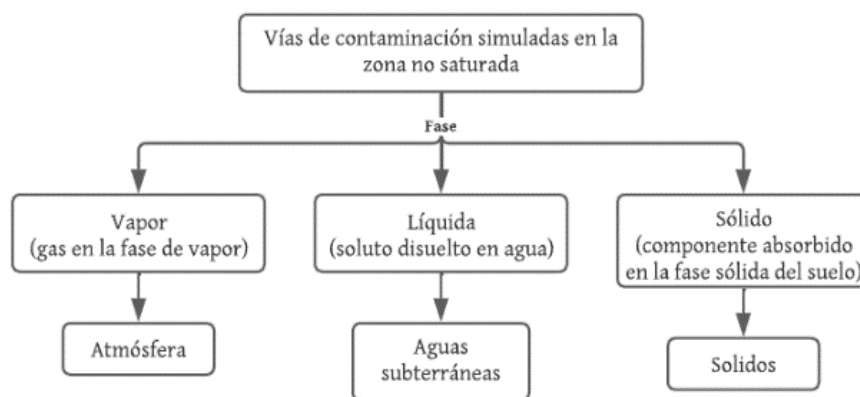 Vías de contaminación simuladas en la
zona no saturada
Fase
Vapor
(gas en la fase de vapor)
Líquida
(soluto disuelto en agua)
Sólido
(componente absorbido
en la fase sólida del suelo)
Atmósfera
Aguas
subterráneas
Solidos